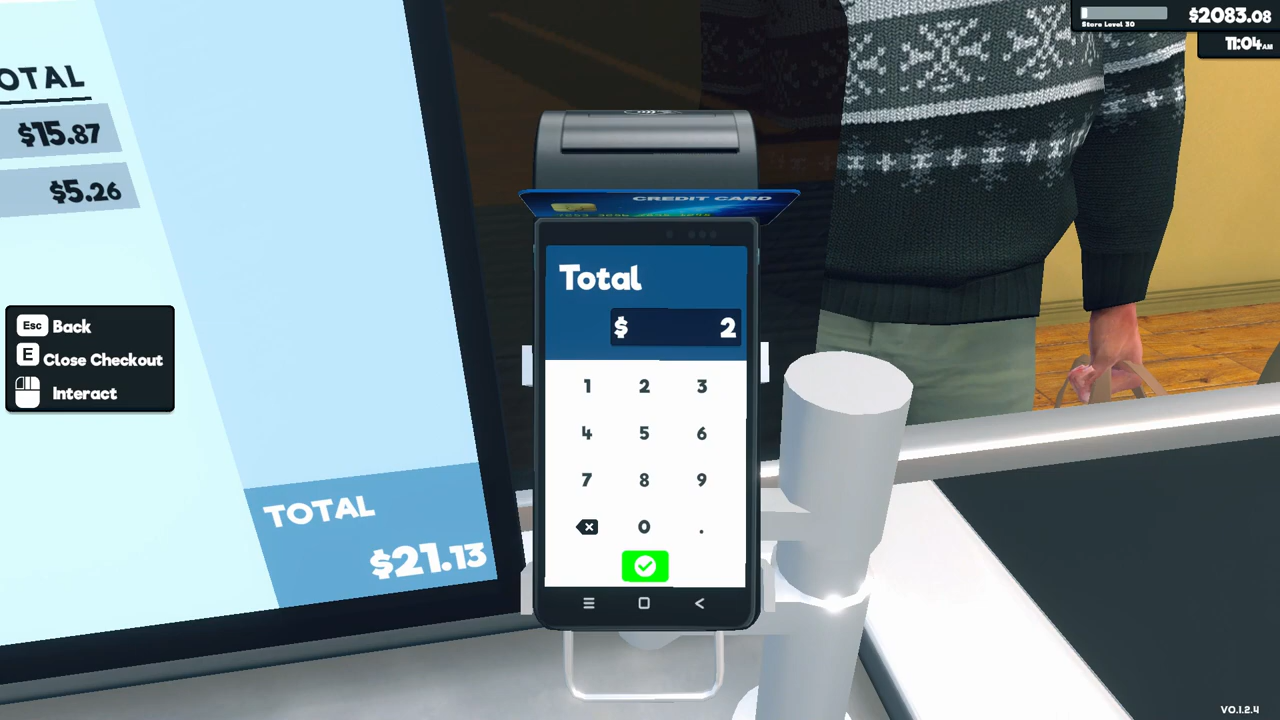 OTAL
$15.87
$5.26
TOTAL
$21.13
Esc Back
E Close Checkout
Interact
CREDIT CARD
Total
$ 2
1 2 3
4 5 6
7 8 9
0 .
Store Level 30
$2083.08
11:04AM
V0.1.2.4